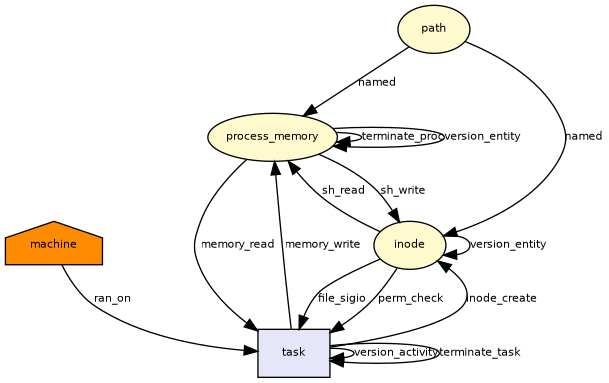 path
named
named
process_memory
terminate_proc
version_entity
sh_read
sh_write
machine
memory_read
memory_write
inode
version_entity
ran_on
file_sigio
perm_check
inode_create
task
version_activity
terminate_task